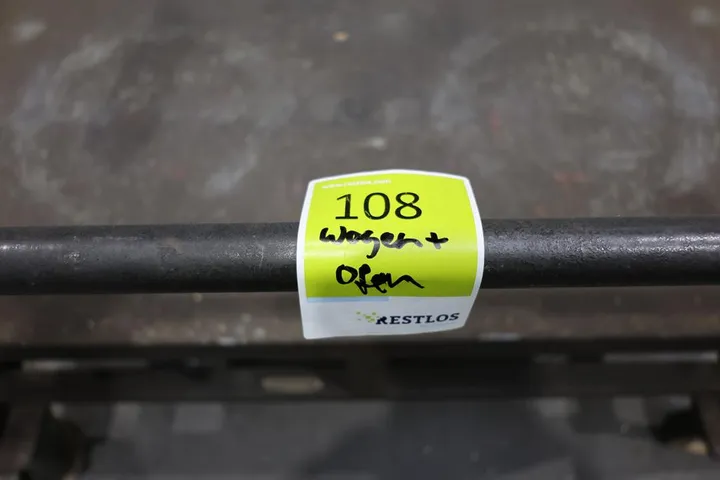 108
Wagen +
Ofen
RESTLOS